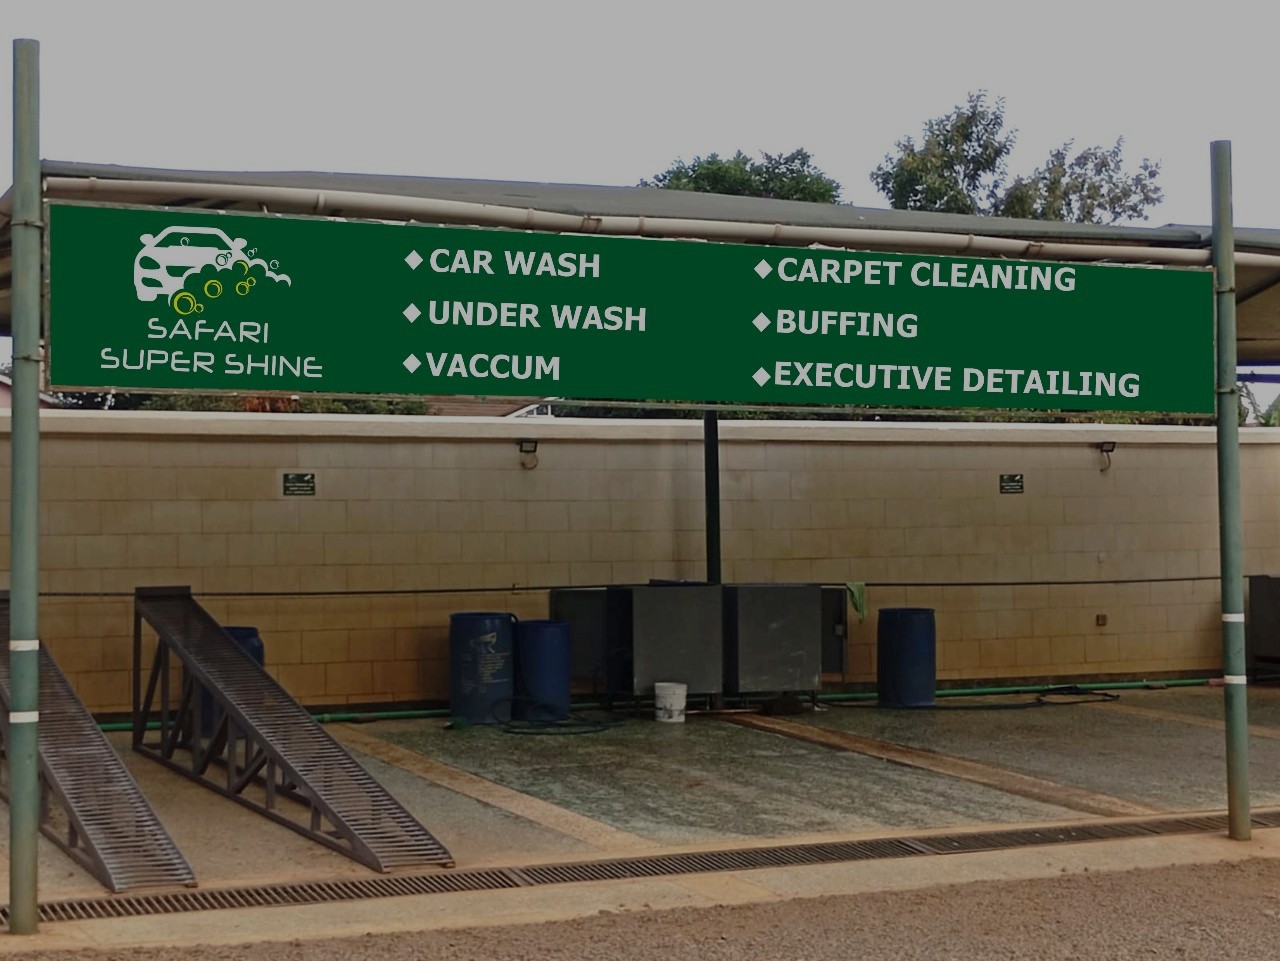 SAFARI
SUPER SHINE
CAR WASH
UNDER WASH
VACCUM
CARPET CLEANING
BUFFING
EXECUTIVE DETAILING